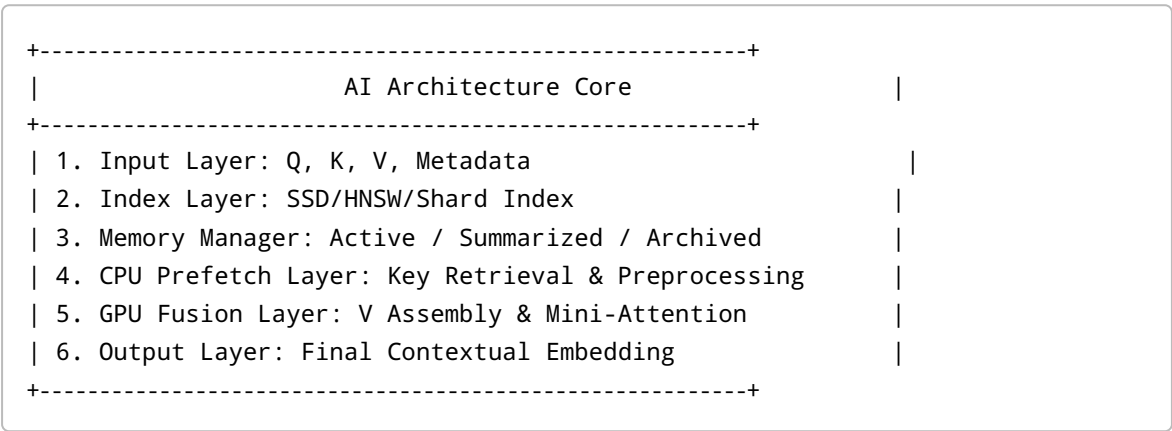 +-----------------------------------------------------------+
|                          AI Architecture Core                      |
+-----------------------------------------------------------+
| 1. Input Layer: Q, K, V, Metadata                                |
| 2. Index Layer: SSD/HNSW/Shard Index                           |
| 3. Memory Manager: Active / Summarized / Archived           |
| 4. CPU Prefetch Layer: Key Retrieval & Preprocessing       |
| 5. GPU Fusion Layer: V Assembly & Mini-Attention            |
| 6. Output Layer: Final Contextual Embedding                  |
+-----------------------------------------------------------+